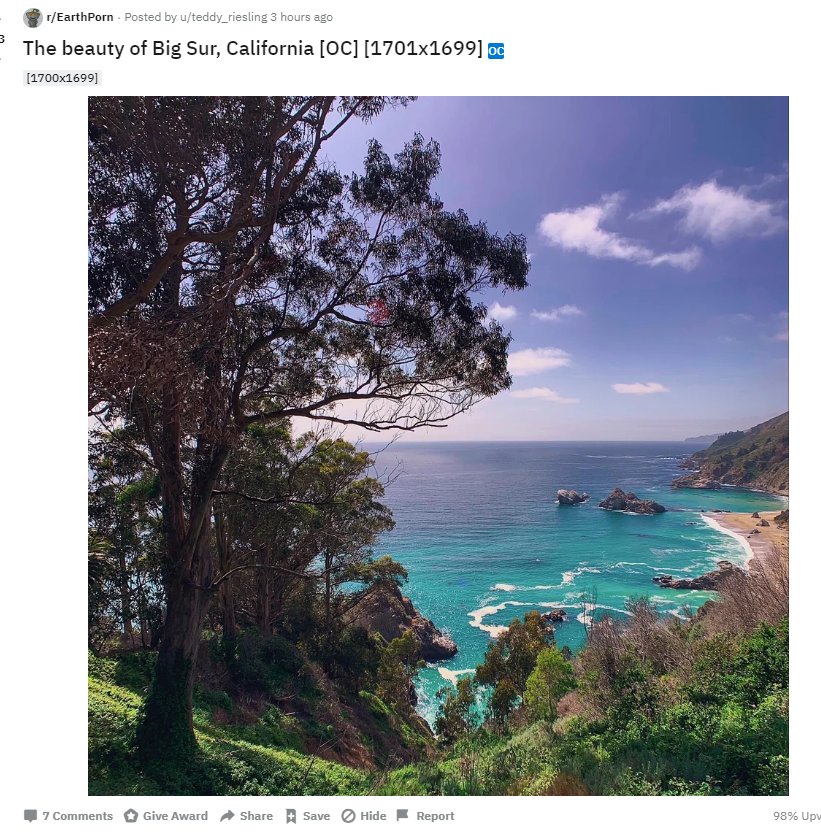 r/EarthPorn · Posted by u/teddy_riesling 3 hours ago
3
The beauty of Big Sur, California [OC] [1701x1699] OC
[1700x1699]
7 Comments Give Award Share Save Hide Report 98% Upv